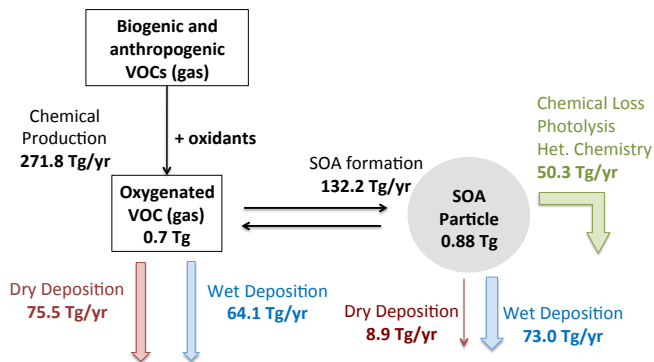 Biogenic and
anthropogenic
VOCs (gas)
Chemical
Production
271.8 Tg/yr
+ oxidants
Chemical Loss
Photolysis
Het. Chemistry
50.3 Tg/yr
SOA formation
132.2 Tg/yr
Oxygenated
VOC (gas)
0.7 Tg
SOA
Particle
0.88 Tg
Dry Deposition
75.5 Tg/yr
Wet Deposition
64.1 Tg/yr
Dry Deposition
8.9 Tg/yr
Wet Deposition
73.0 Tg/yr